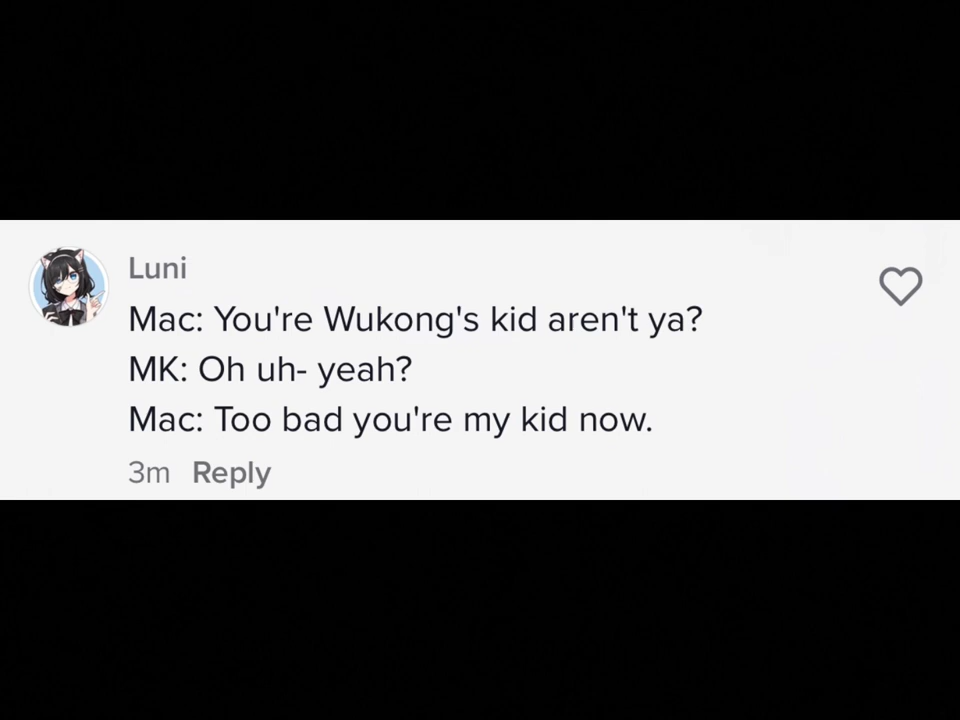 Luni
Mac: You're Wukong's kid aren't ya?
MK: Oh uh- yeah?
Mac: Too bad you're my kid now.
3m Reply